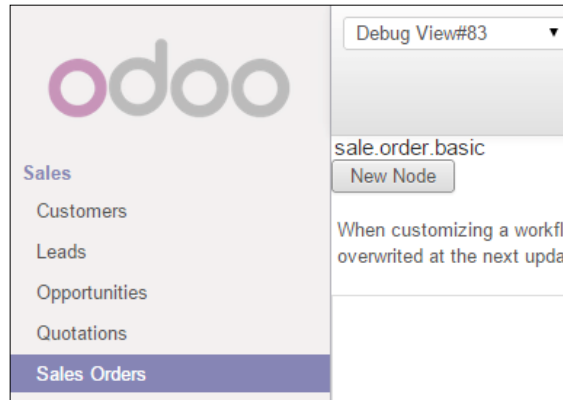 odoo
Sales
Customers
Leads
Opportunities
Quotations
Sales Orders
Debug View#83
sale.order.basic
New Node
When customizing a workfl
overwrited at the next upda